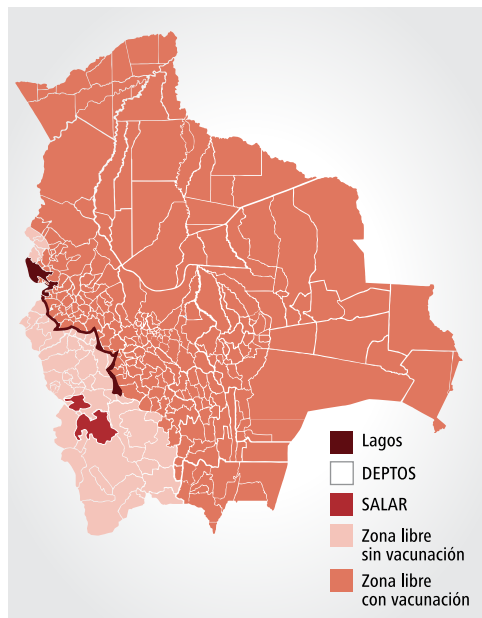 Lagos
DEPTOS
SALAR
Zona libre
sin vacunación
Zona libre
con vacunación